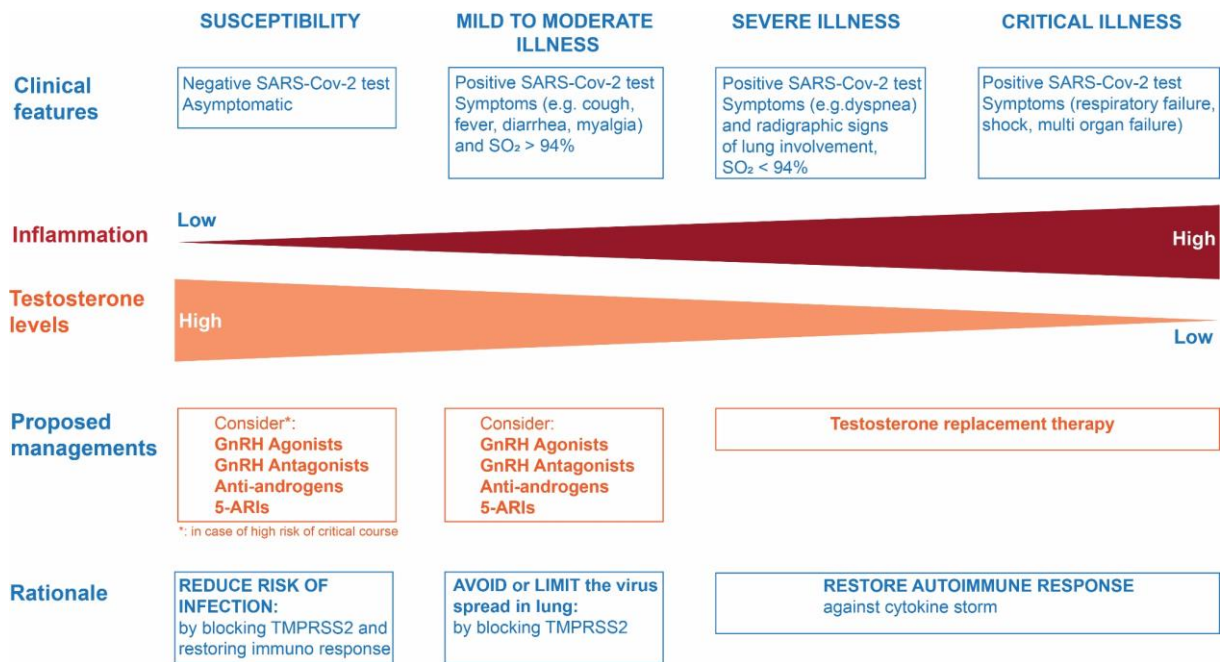 SUSCEPTIBILITY
MILD TO MODERATE
ILLNESS
SEVERE ILLNESS
CRITICAL ILLNESS
Clinical
features
Negative SARS-Cov-2 test
Asymptomatic
Positive SARS-Cov-2 test
Symptoms (e.g. cough,
fever, diarrhea, myalgia)
and SO₂ > 94%
Positive SARS-Cov-2 test
Symptoms (e.g.dyspnea)
and radigraphic signs
of lung involvement,
SO₂ < 94%
Positive SARS-Cov-2 test
Symptoms (respiratory failure,
shock, multi organ failure)
Inflammation
Low
High
Testosterone
levels
High
Low
Proposed
managements
Consider*:
GnRH Agonists
GnRH Antagonists
Anti-androgens
5-ARIs
*: in case of high risk of critical course
Consider:
GnRH Agonists
GnRH Antagonists
Anti-androgens
5-ARIs
Testosterone replacement therapy
Rationale
REDUCE RISK OF
INFECTION:
by blocking TMPRSS2 and
restoring immuno response
AVOID or LIMIT the virus
spread in lung:
by blocking TMPRSS2
RESTORE AUTOIMMUNE RESPONSE
against cytokine storm